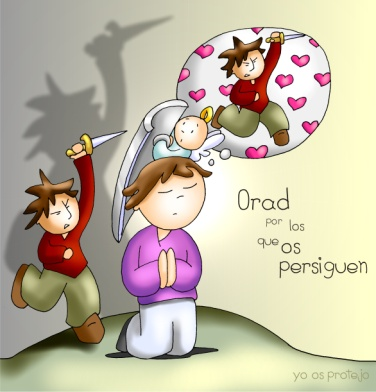 Orad
por los
que os
persiguen
yo os protejo